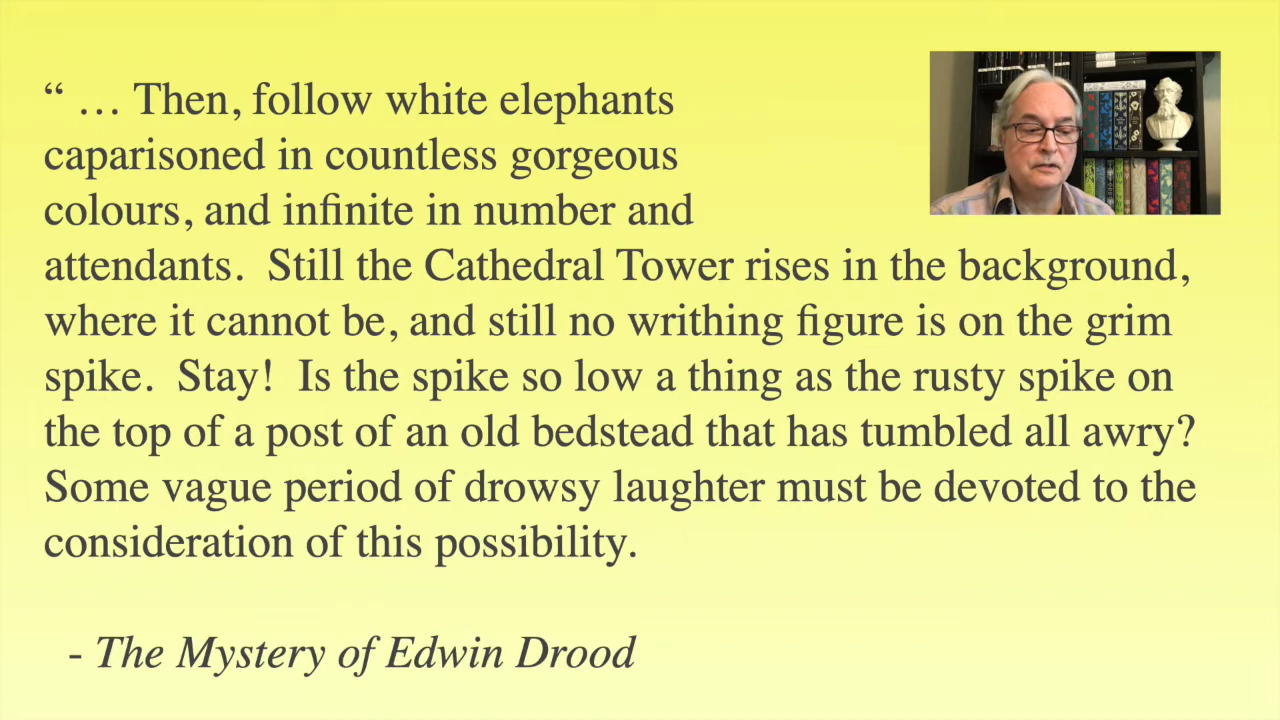 “ … Then, follow white elephants
caparisoned in countless gorgeous
colours, and infinite in number and
attendants.  Still the Cathedral Tower rises in the background,
where it cannot be, and still no writhing figure is on the grim
spike.  Stay!  Is the spike so low a thing as the rusty spike on
the top of a post of an old bedstead that has tumbled all awry?
Some vague period of drowsy laughter must be devoted to the
consideration of this possibility.
- The Mystery of Edwin Drood